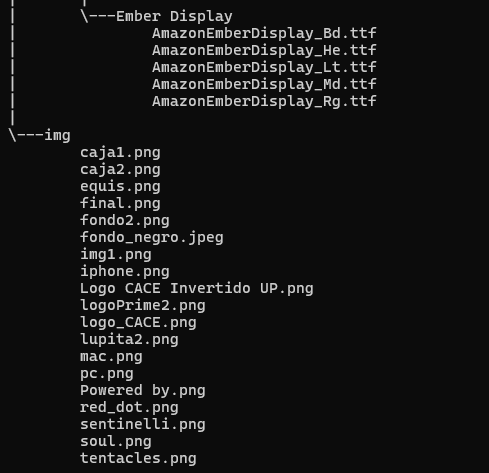 |       \---Ember Display
|               AmazonEmberDisplay_Bd.ttf
|               AmazonEmberDisplay_He.ttf
|               AmazonEmberDisplay_Lt.ttf
|               AmazonEmberDisplay_Md.ttf
|               AmazonEmberDisplay_Rg.ttf
|
\---img
        caja1.png
        caja2.png
        equis.png
        final.png
        fondo2.png
        fondo_negro.jpeg
        img1.png
        iphone.png
        Logo CACE Invertido UP.png
        logoPrime2.png
        logo_CACE.png
        lupita2.png
        mac.png
        pc.png
        Powered by.png
        red_dot.png
        sentinelli.png
        soul.png
        tentacles.png